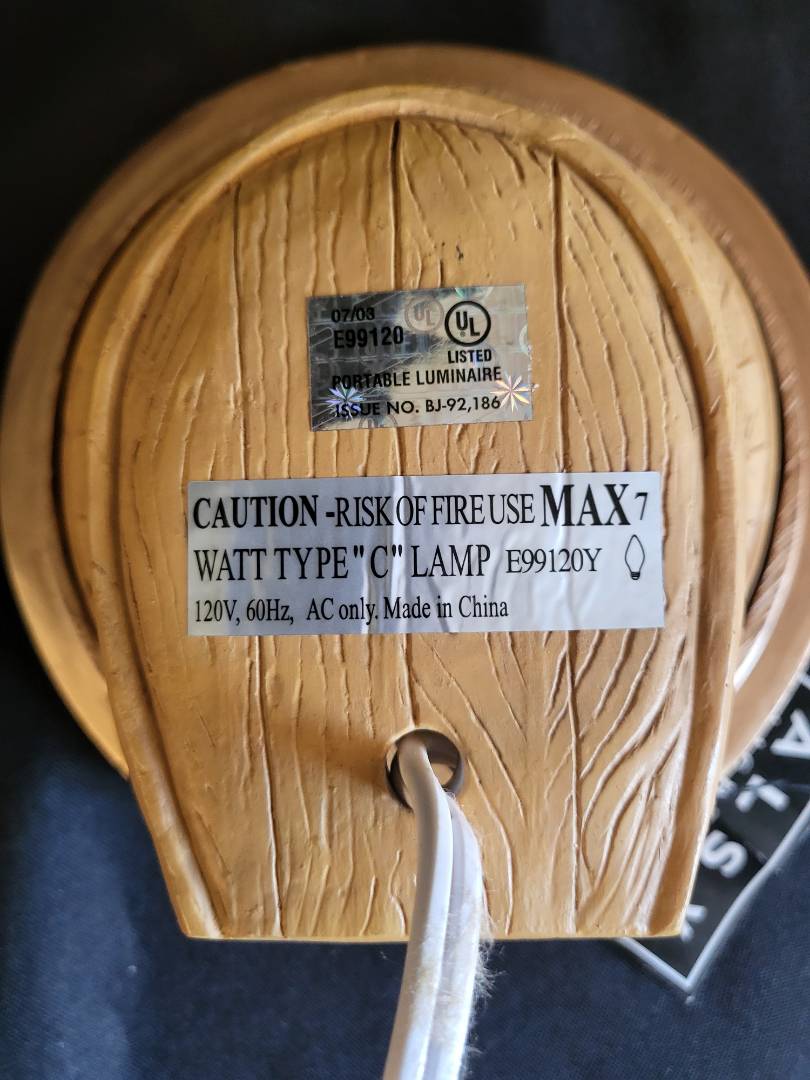 07/03 UL UL
E99120
LISTED
PORTABLE LUMINAIRE
ISSUE NO. BJ-92,186
CAUTION -RISK OF FIRE USE MAX 7
WATT TYPE "C" LAMP E99120Y
120V, 60Hz, AC only. Made in China